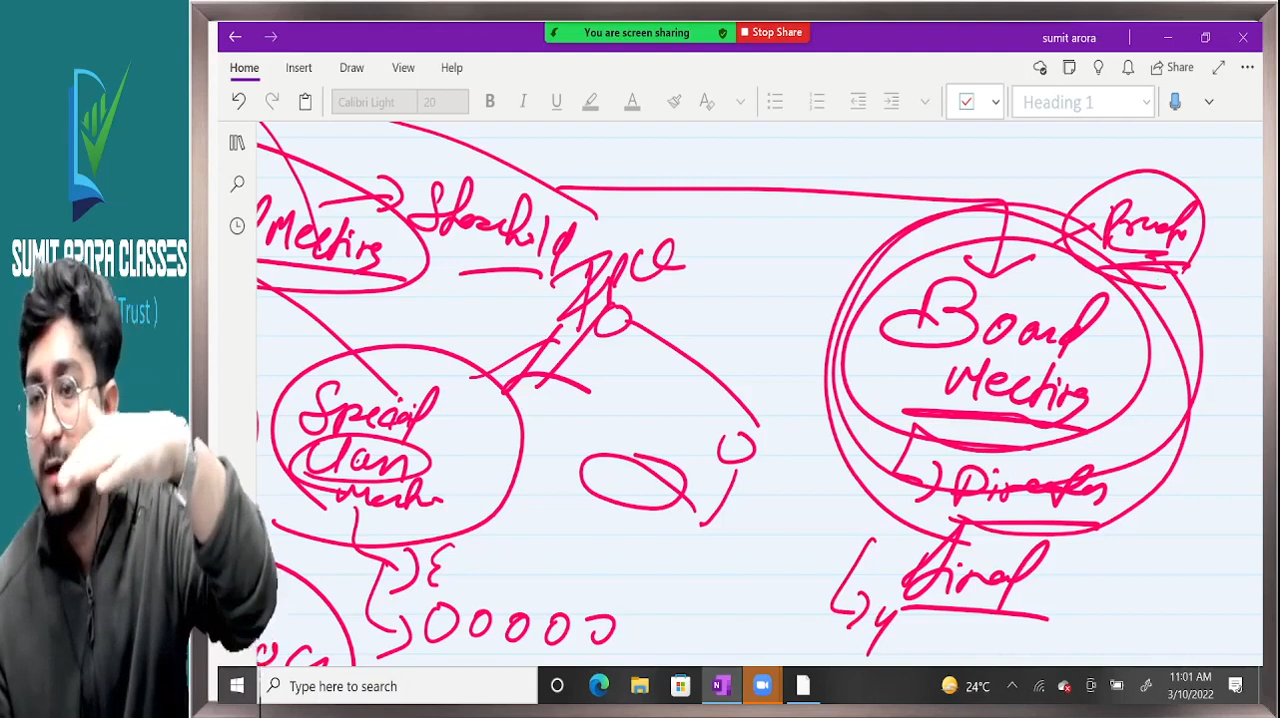 You are screen sharing
Stop Share
sumit arora
Home Insert Draw View Help
Share
Calibri Light 20 B I U A Heading 1
SUMIT ARORA CLASSES
( Trust )
Meeting
Board
Meeting
Special
Class
Directors
00000
Type here to search
24°C
11:01 AM
3/10/2022